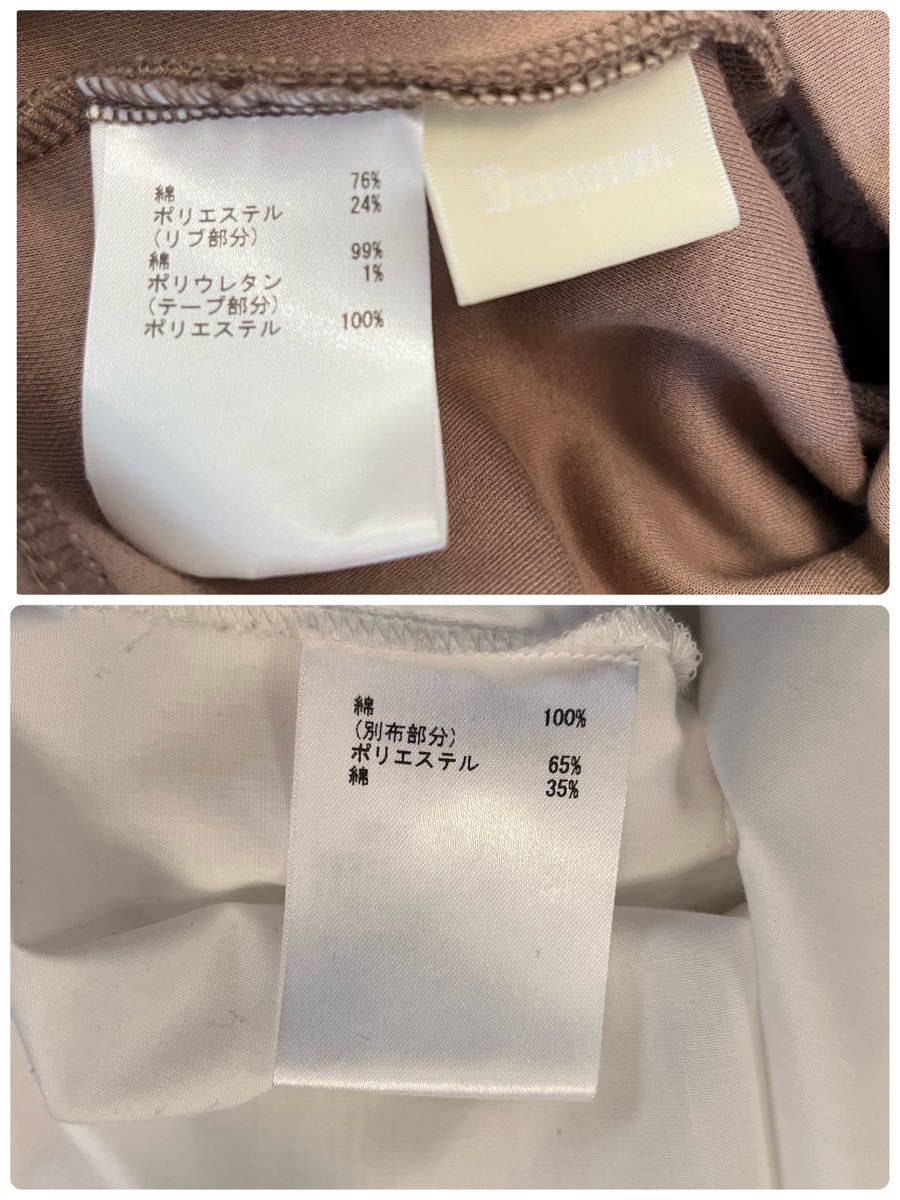 綿 76%
ポリエステル 24%
(リブ部分)
綿 99%
ポリウレタン 1%
(テープ部分)
ポリエステル 100%
綿 100%
(別布部分)
ポリエステル 65%
綿 35%